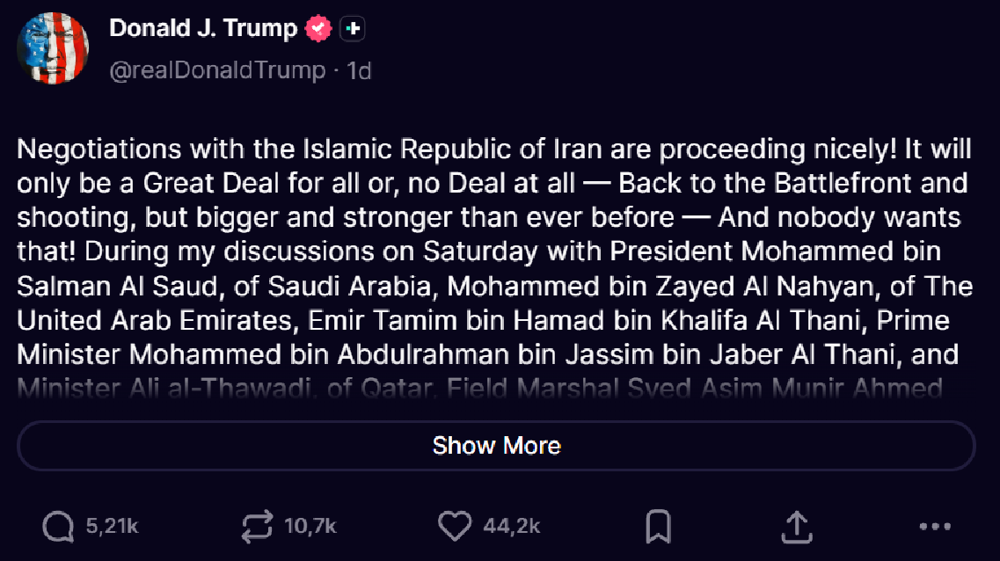 Donald J. Trump
@realDonaldTrump · 1d
Negotiations with the Islamic Republic of Iran are proceeding nicely! It will
only be a Great Deal for all or, no Deal at all — Back to the Battlefront and
shooting, but bigger and stronger than ever before — And nobody wants
that! During my discussions on Saturday with President Mohammed bin
Salman Al Saud, of Saudi Arabia, Mohammed bin Zayed Al Nahyan, of The
United Arab Emirates, Emir Tamim bin Hamad bin Khalifa Al Thani, Prime
Minister Mohammed bin Abdulrahman bin Jassim bin Jaber Al Thani, and
Minister Ali al-Thawadi, of Qatar, Field Marshal Syed Asim Munir Ahmed
Show More
5,21k 10,7k 44,2k